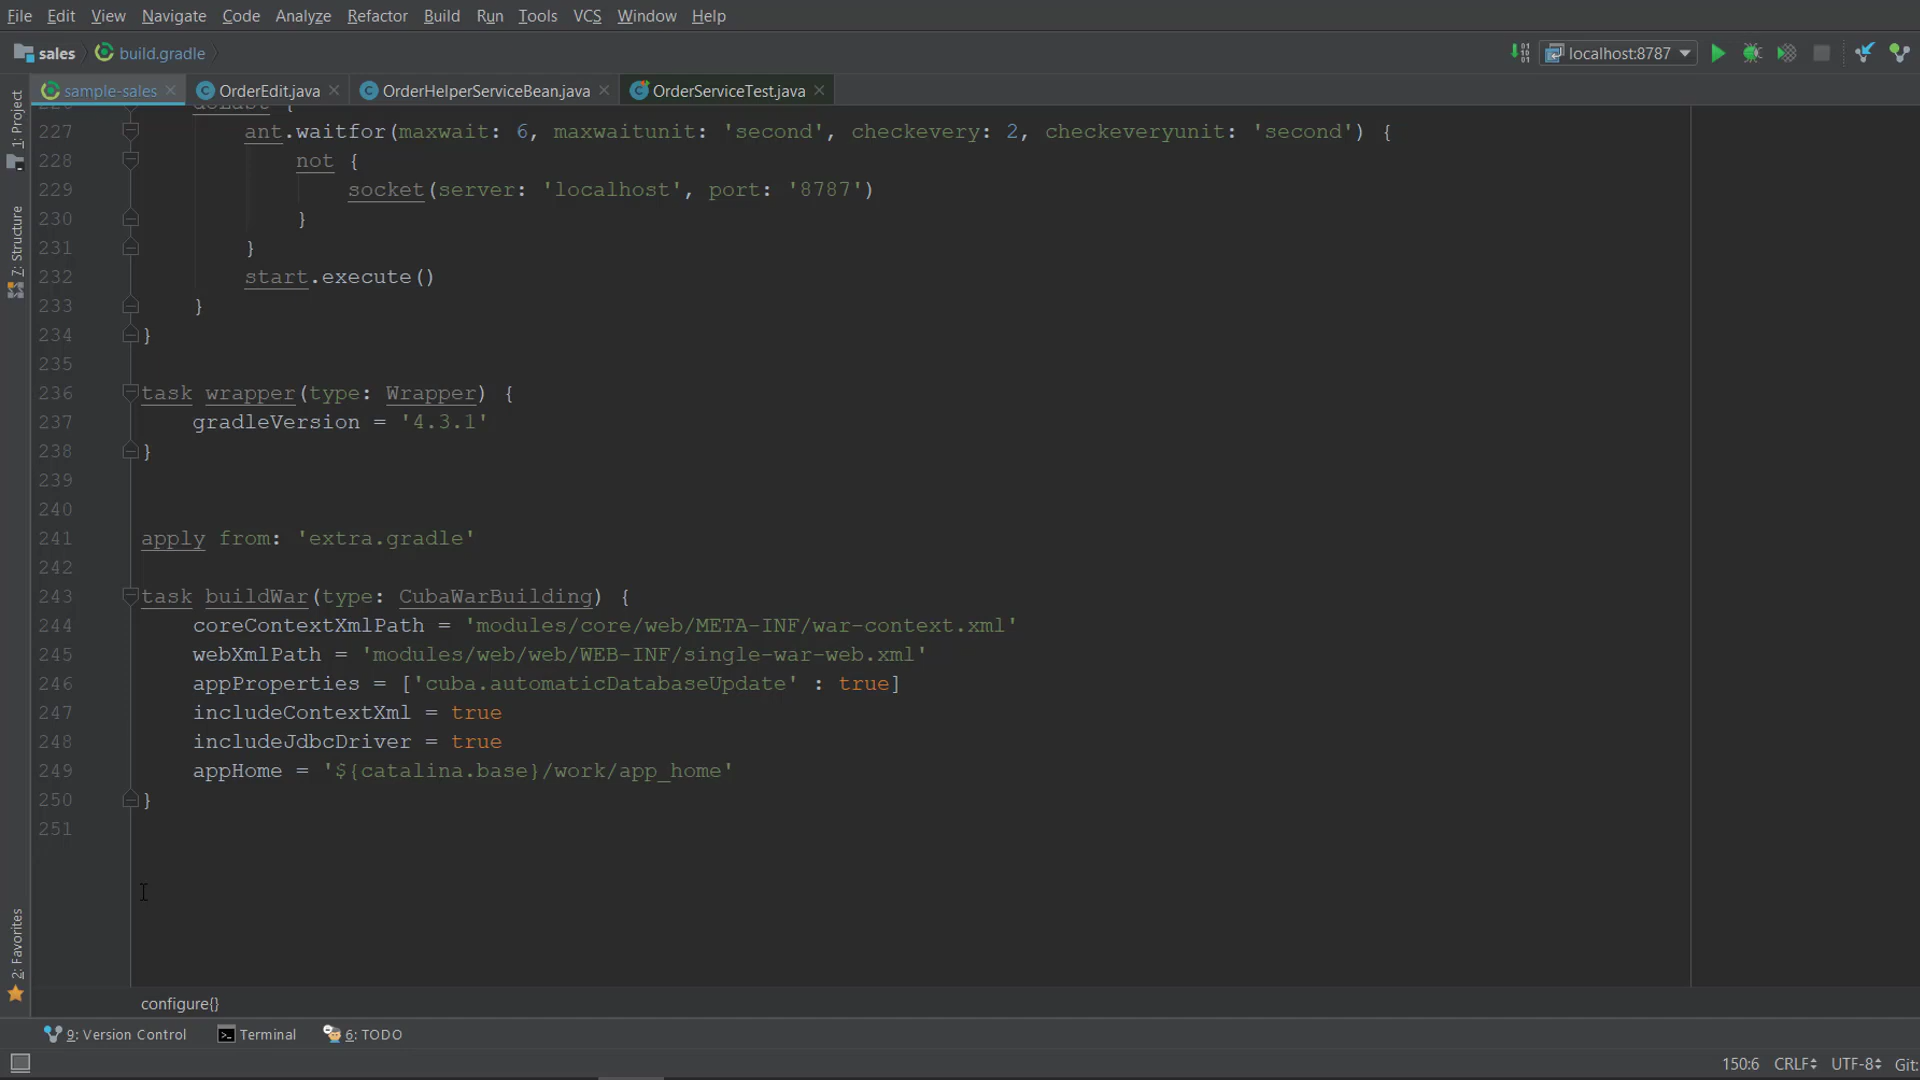 File Edit View Navigate Code Analyze Refactor Build Run Tools VCS Window Help
sales build.gradle localhost:8787
sample-sales OrderEdit.java OrderHelperServiceBean.java OrderServiceTest.java
1: Project
7: Structure
2: Favorites
226 doLast {
227 ant.waitfor(maxwait: 6, maxwaitunit: 'second', checkevery: 2, checkeveryunit: 'second') {
228 not {
229 socket(server: 'localhost', port: '8787')
230 }
231 }
232 start.execute()
233 }
234 }
235
236 task wrapper(type: Wrapper) {
237 gradleVersion = '4.3.1'
238 }
239
240
241 apply from: 'extra.gradle'
242
243 task buildWar(type: CubaWarBuilding) {
244 coreContextXmlPath = 'modules/core/web/META-INF/war-context.xml'
245 webXmlPath = 'modules/web/web/WEB-INF/single-war-web.xml'
246 appProperties = ['cuba.automaticDatabaseUpdate' : true]
247 includeContextXml = true
248 includeJdbcDriver = true
249 appHome = '${catalina.base}/work/app_home'
250 }
251
configure{}
9: Version Control Terminal 6: TODO
150:6 CRLF UTF-8 Git: